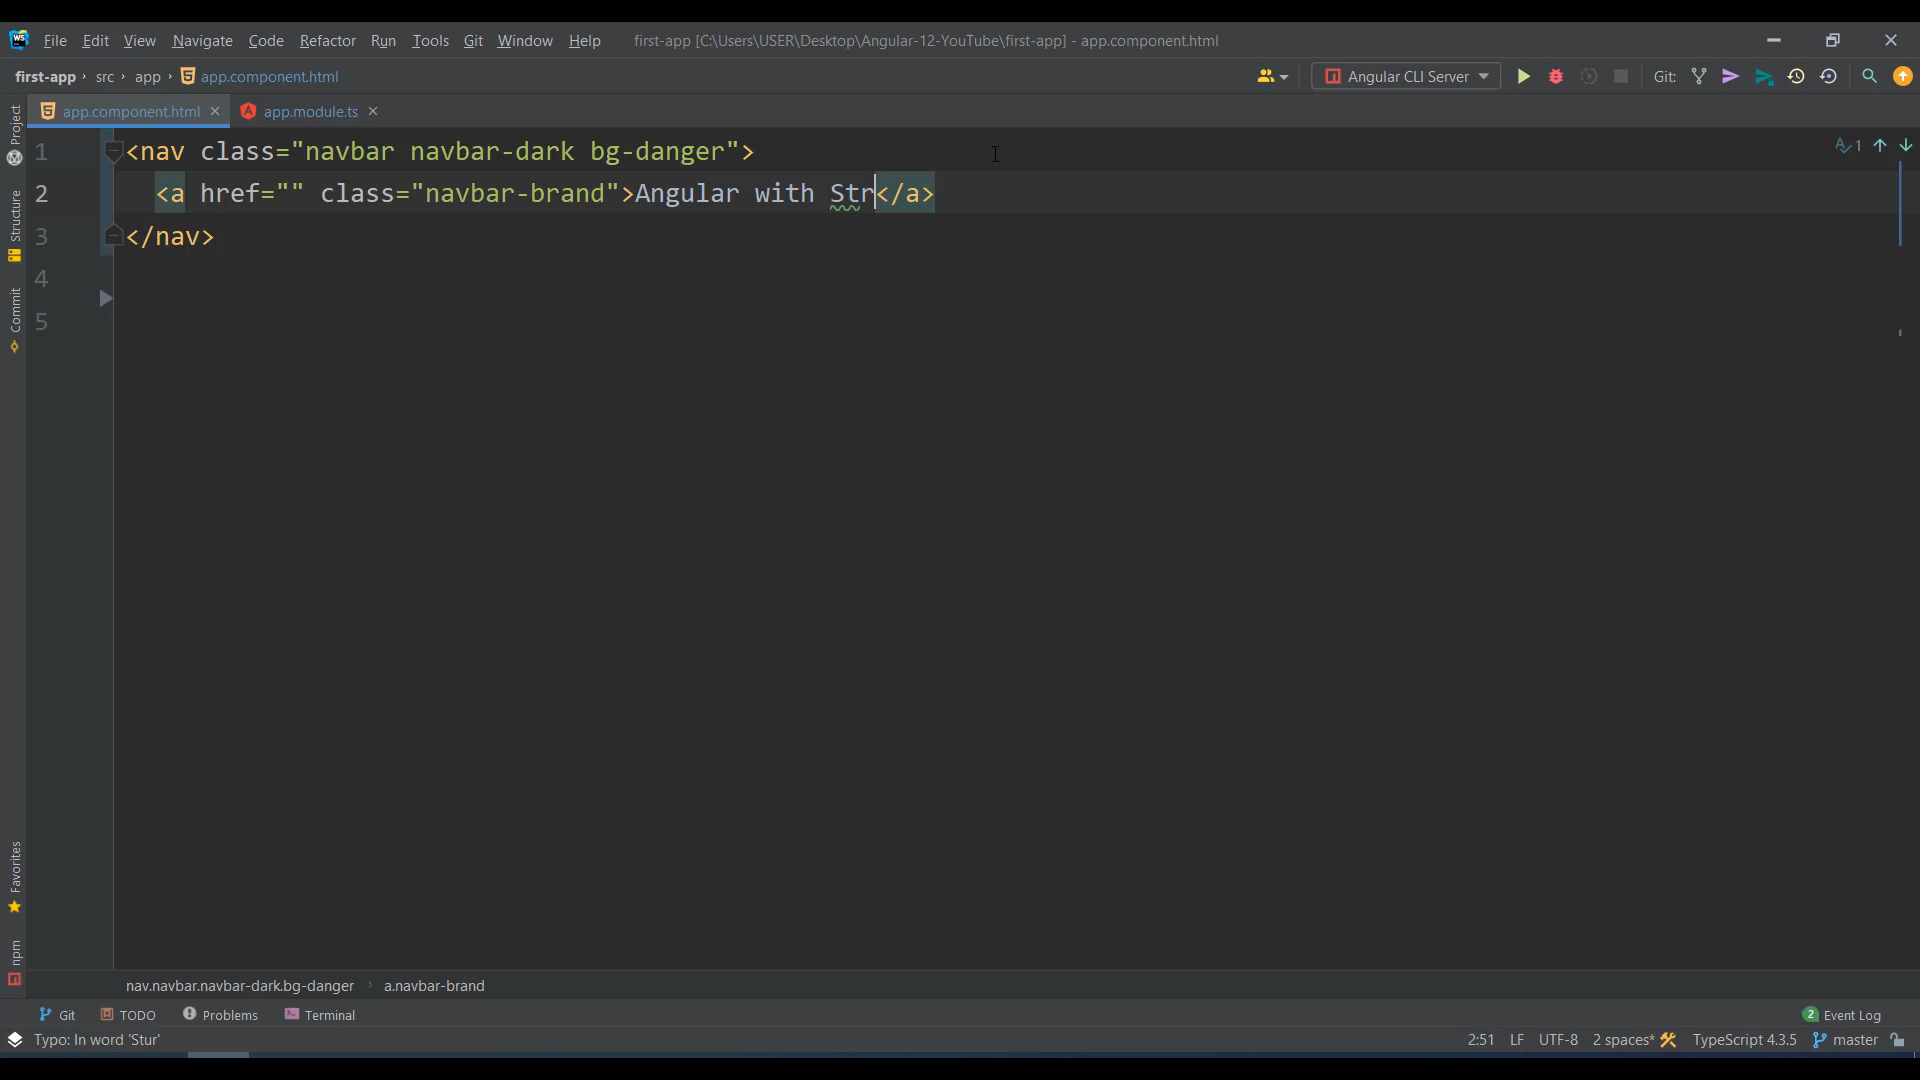 WS File Edit View Navigate Code Refactor Run Tools Git Window Help first-app [C:\Users\USER\Desktop\Angular-12-YouTube\first-app] - app.component.html
first-app › src › app › app.component.html Angular CLI Server Git:
app.component.html app.module.ts
1 <nav class="navbar navbar-dark bg-danger">
2 <a href="" class="navbar-brand">Angular with Str</a>
3 </nav>
4
5
1
Project
Structure
Commit
Favorites
npm
nav.navbar.navbar-dark.bg-danger › a.navbar-brand
Git TODO Problems Terminal 2 Event Log
Typo: In word 'Stur' 2:51 LF UTF-8 2 spaces* TypeScript 4.3.5 master